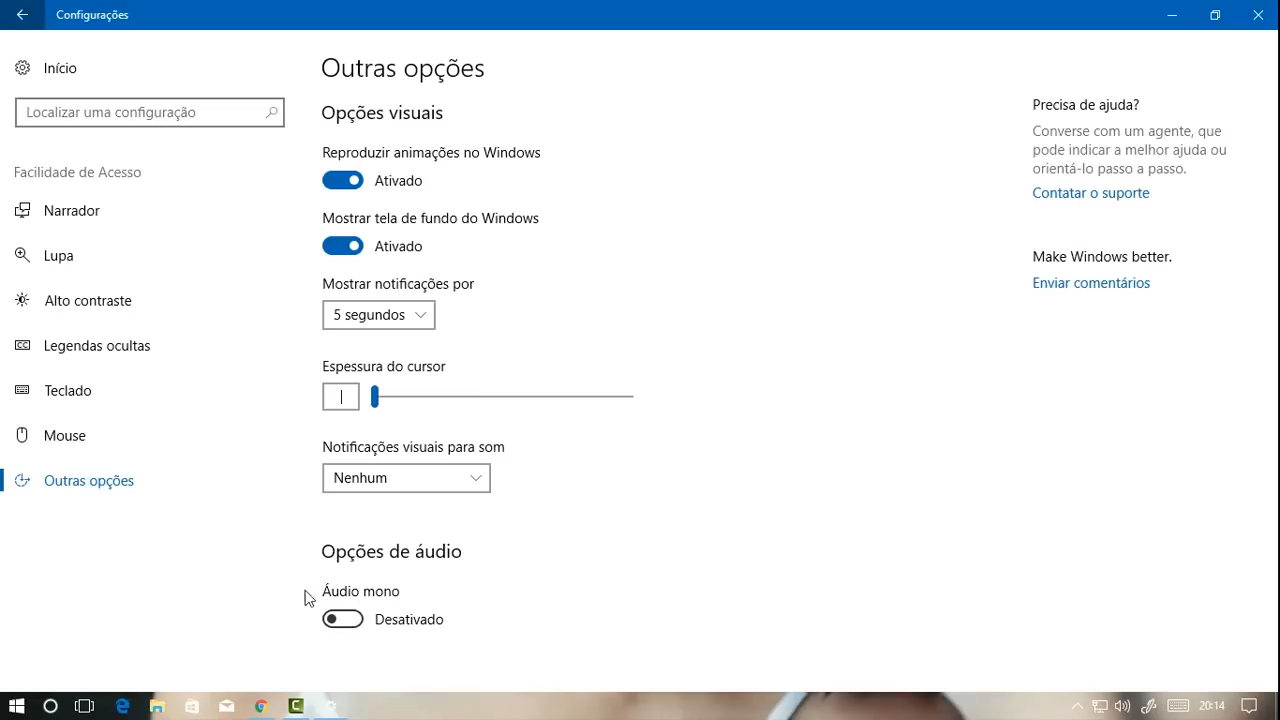 Configurações
Início
Localizar uma configuração
Facilidade de Acesso
Narrador
Lupa
Alto contraste
Legendas ocultas
Teclado
Mouse
Outras opções
Outras opções
Opções visuais
Reproduzir animações no Windows
Ativado
Mostrar tela de fundo do Windows
Ativado
Mostrar notificações por
5 segundos
Espessura do cursor
Notificações visuais para som
Nenhum
Opções de áudio
Áudio mono
Desativado
Precisa de ajuda?
Converse com um agente, que
pode indicar a melhor ajuda ou
orientá-lo passo a passo.
Contatar o suporte
Make Windows better.
Enviar comentários
20:14